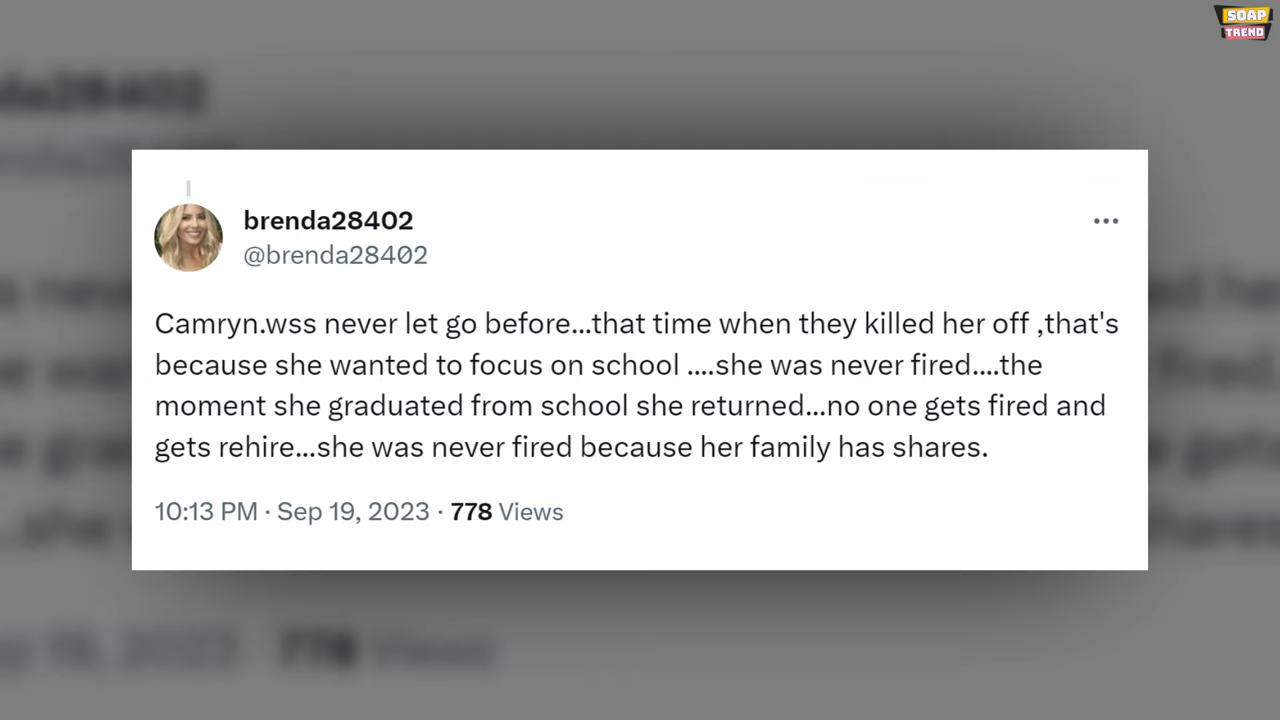 SOAP
TREND
brenda28402
@brenda28402
Camryn.wss never let go before...that time when they killed her off ,that's
because she wanted to focus on school ....she was never fired....the
moment she graduated from school she returned...no one gets fired and
gets rehire...she was never fired because her family has shares.
10:13 PM · Sep 19, 2023 · 778 Views